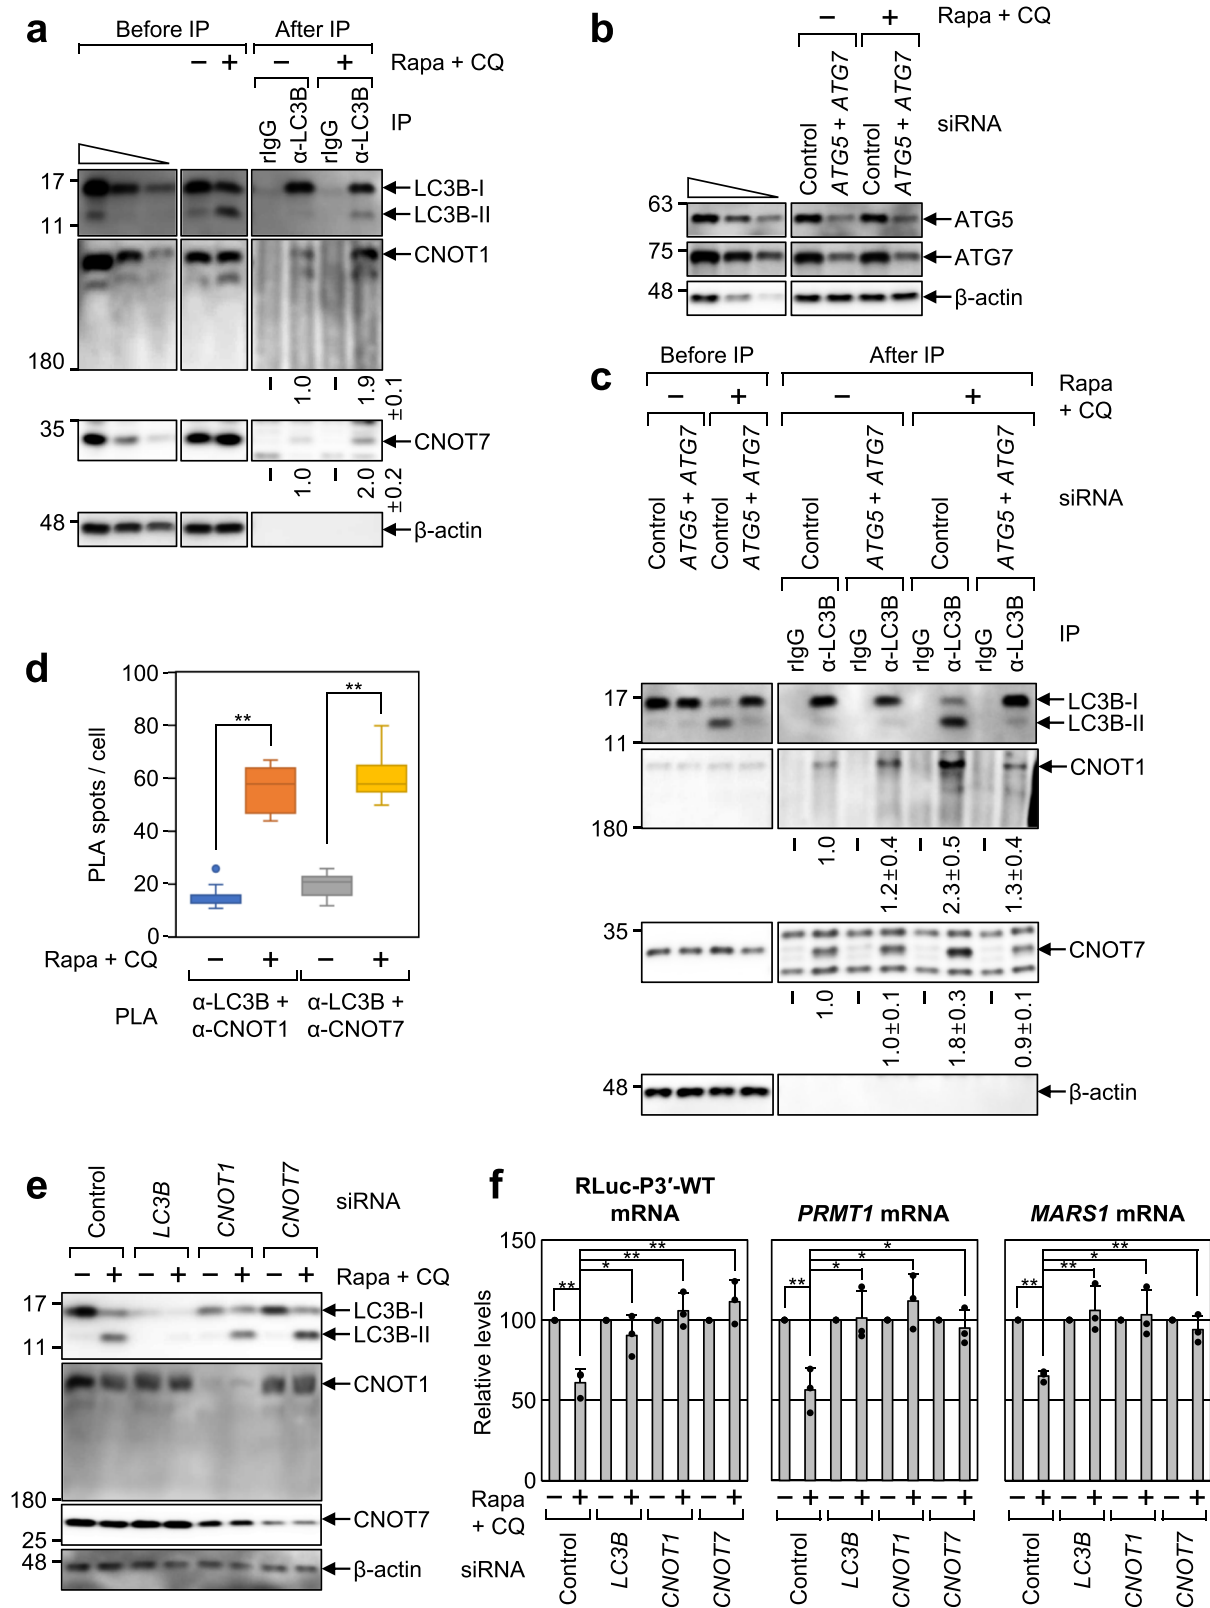 a
Before IP
After IP
− + − + Rapa + CQ
rIgG
α-LC3B
rIgG
α-LC3B
IP
17
LC3B-I
LC3B-II
11
CNOT1
180
– 1.0 – 1.9 ±0.1
35
CNOT7
– 1.0 – 2.0 ±0.2
48
β-actin
b
− + Rapa + CQ
Control
ATG5 + ATG7
Control
ATG5 + ATG7
siRNA
63
ATG5
75
ATG7
48
β-actin
c
Before IP
After IP
− + − + Rapa
+ CQ
Control
ATG5 + ATG7
Control
ATG5 + ATG7
Control
ATG5 + ATG7
Control
ATG5 + ATG7
siRNA
rIgG
α-LC3B
rIgG
α-LC3B
rIgG
α-LC3B
rIgG
α-LC3B
IP
17
LC3B-I
LC3B-II
11
CNOT1
180
– 1.0 – 1.2±0.4 – 2.3±0.5 – 1.3±0.4
35
CNOT7
– 1.0 – 1.0±0.1 – 1.8±0.3 – 0.9±0.1
48
β-actin
d
PLA spots / cell
100
80
60
40
20
0
** **
Rapa + CQ − + − +
PLA
α-LC3B +
α-CNOT1
α-LC3B +
α-CNOT7
e
Control
LC3B
CNOT1
CNOT7
siRNA
− + − + − + − + Rapa + CQ
17
LC3B-I
LC3B-II
11
CNOT1
180
CNOT7
25
48
β-actin
f
RLuc-P3′-WT
mRNA
PRMT1 mRNA
MARS1 mRNA
Relative levels
150
100
50
0
** * ** **
** * * *
** ** * **
Rapa
+ CQ
− + − + − + − +
− + − + − + − +
− + − + − + − +
siRNA
Control
LC3B
CNOT1
CNOT7
Control
LC3B
CNOT1
CNOT7
Control
LC3B
CNOT1
CNOT7